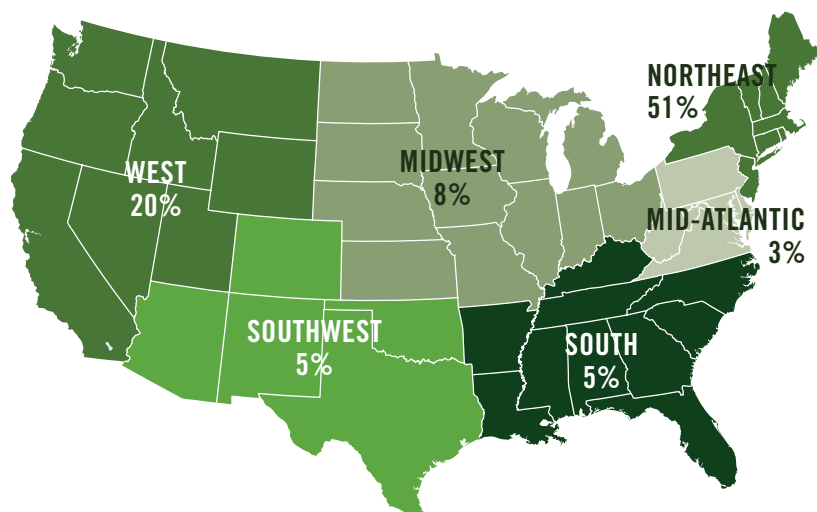 NORTHEAST
51%
WEST
20%
MIDWEST
8%
MID-ATLANTIC
3%
SOUTHWEST
5%
SOUTH
5%